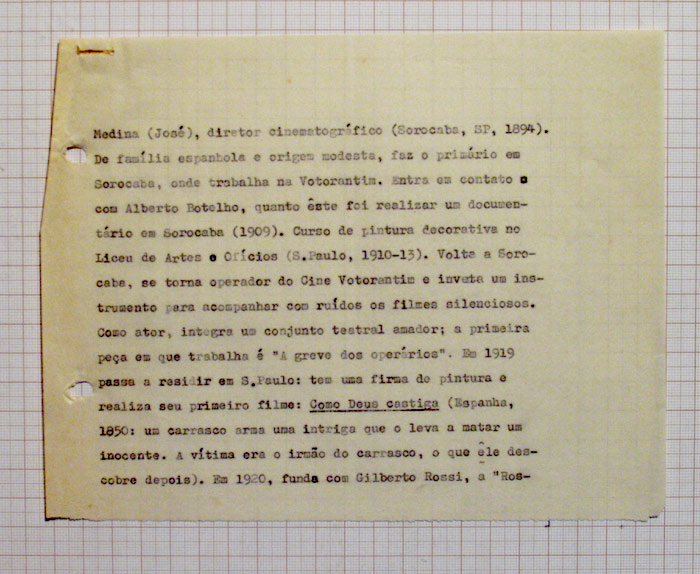 Medina (José), diretor cinematográfico (Sorocaba, SP, 1894).
De família espanhola e origem modesta, faz o primário em
Sorocaba, onde trabalha na Votorantim. Entra em contato e
com Alberto Botelho, quanto êste foi realizar um documen-
tário em Sorocaba (1909). Curso de pintura decorativa no
Liceu de Artes e Ofícios (S.Paulo, 1910-13). Volta a Soro-
caba, se torna operador do Cine Votorantim e inveta um ins-
trumento para acompanhar com ruídos os filmes silenciosos.
Como ator, integra um conjunto teatral amador; a primeira
peça em que trabalha é "A greve dos operários". Em 1919
passa a residir em S.Paulo: tem uma firma de pintura e
realiza seu primeiro filme: Como Deus castiga (Espanha,
1850: um carrasco arma uma intriga que o leva a matar um
inocente. A vítima era o irmão do carrasco, o que êle des-
cobre depois). Em 1920, funda com Gilberto Rossi, a "Ros-